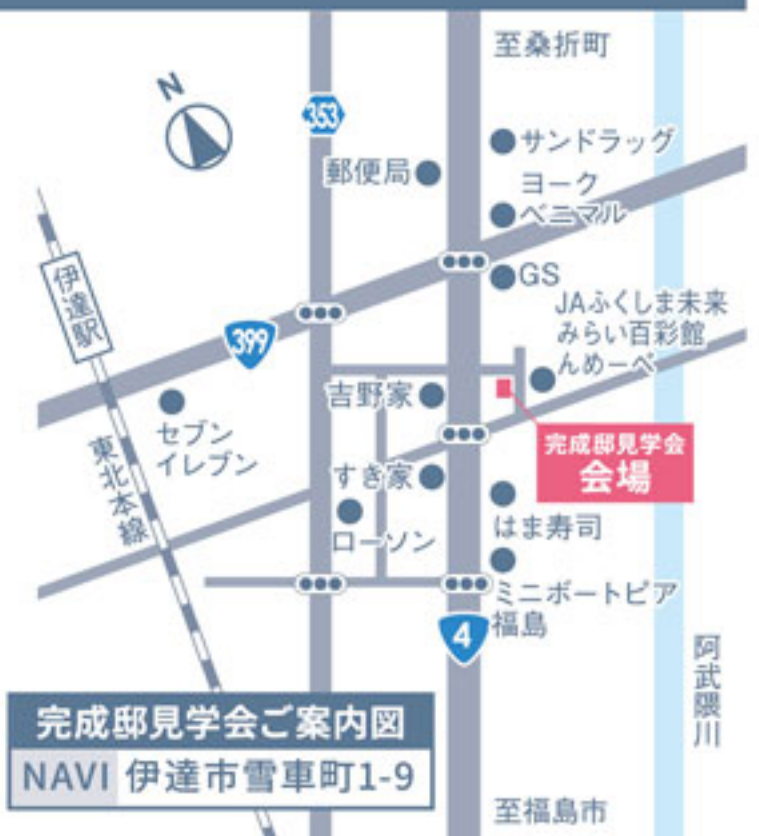 至桑折町
N
353
サンドラッグ
郵便局
ヨーク
ベニマル
GS
伊達駅
JAふくしま未来
みらい百彩館
んめーべ
399
吉野家
セブン
イレブン
完成邸見学会
会場
東北本線
すき家
はま寿司
ローソン
ミニボートピア
福島
4
阿武隈川
完成邸見学会ご案内図
NAVI 伊達市雪車町1-9
至福島市